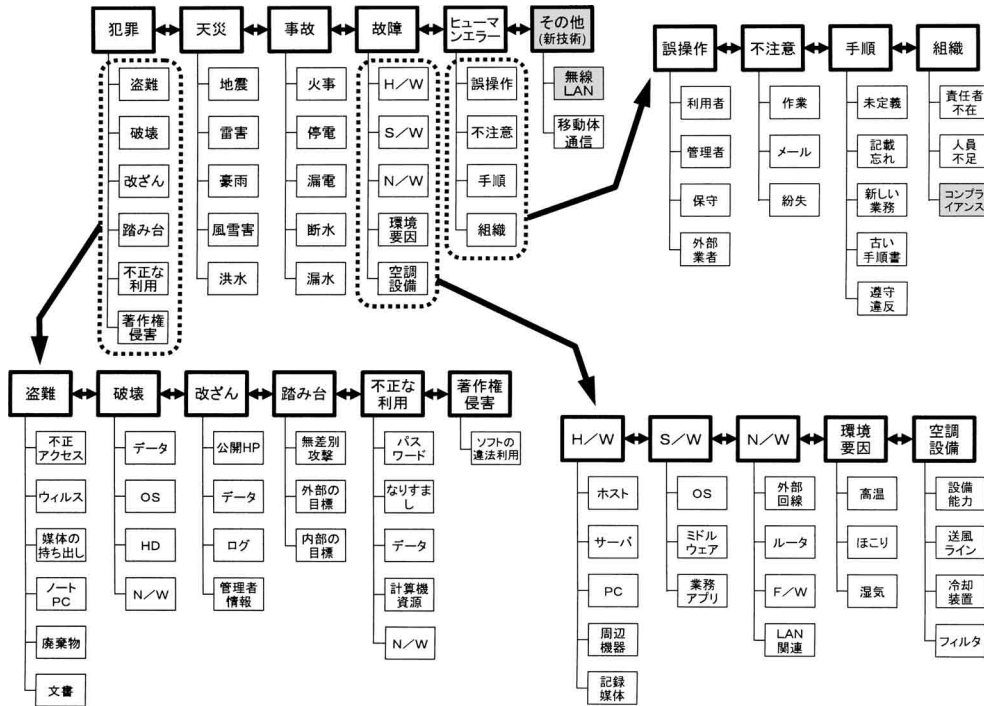 犯罪
盗難
破壊
改ざん
踏み台
不正な
利用
著作権
侵害
天災
地震
雷害
豪雨
風雪害
洪水
事故
火事
停電
漏電
断水
漏水
故障
H/W
S/W
N/W
環境
要因
空調
設備
ヒューマ
ンエラー
誤操作
不注意
手順
組織
その他
(新技術)
無線
LAN
移動体
通信
誤操作
利用者
管理者
保守
外部
業者
不注意
作業
メール
紛失
手順
未定義
記載
忘れ
新しい
業務
古い
手順書
遵守
違反
組織
責任者
不在
人員
不足
コンプラ
イアンス
盗難
不正
アクセス
ウィルス
媒体の
持ち出し
ノート
PC
廃棄物
文書
破壊
データ
OS
HD
N/W
改ざん
公開HP
データ
ログ
管理者
情報
踏み台
無差別
攻撃
外部の
目標
内部の
目標
不正な
利用
パス
ワード
なりすま
し
データ
計算機
資源
N/W
著作権
侵害
ソフトの
違法利用
H/W
ホスト
サーバ
PC
周辺
機器
記録
媒体
S/W
OS
ミドル
ウェア
業務
アプリ
N/W
外部
回線
ルータ
F/W
LAN
関連
環境
要因
高温
ほこり
湿気
空調
設備
設備
能力
送風
ライン
冷却
装置
フィルタ